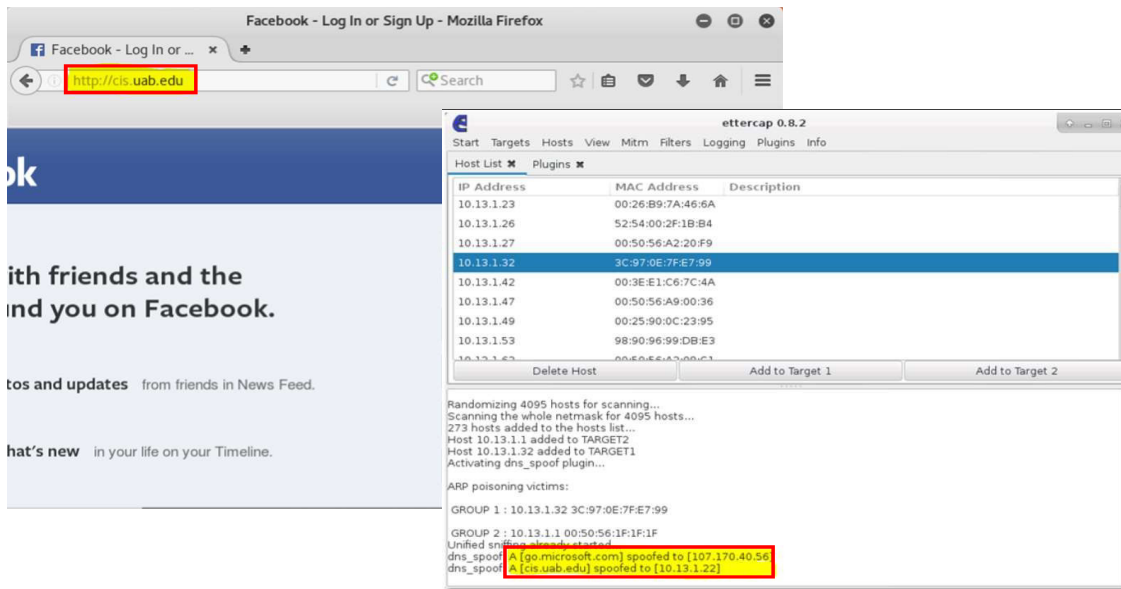 Facebook - Log In or Sign Up - Mozilla Firefox
Facebook - Log In or ...
http://cis.uab.edu
Search
ok
ith friends and the
und you on Facebook.
tos and updates from friends in News Feed.
hat's new in your life on your Timeline.
ettercap 0.8.2
Start Targets Hosts View Mitm Filters Logging Plugins Info
Host List Plugins
IP Address MAC Address Description
10.13.1.23 00:26:B9:7A:46:6A
10.13.1.26 52:54:00:2F:1B:B4
10.13.1.27 00:50:56:A2:20:F9
10.13.1.32 3C:97:0E:7F:E7:99
10.13.1.42 00:3E:E1:C6:7C:4A
10.13.1.47 00:50:56:A9:00:36
10.13.1.49 00:25:90:0C:23:95
10.13.1.53 98:90:96:99:DB:E3
Delete Host Add to Target 1 Add to Target 2
Randomizing 4095 hosts for scanning...
Scanning the whole netmask for 4095 hosts...
273 hosts added to the hosts list...
Host 10.13.1.1 added to TARGET2
Host 10.13.1.32 added to TARGET1
Activating dns_spoof plugin...
ARP poisoning victims:
GROUP 1 : 10.13.1.32 3C:97:0E:7F:E7:99
GROUP 2 : 10.13.1.1 00:50:56:1F:1F:1F
Unified sniffing already started...
dns_spoof: A [go.microsoft.com] spoofed to [107.170.40.56]
dns_spoof: A [cis.uab.edu] spoofed to [10.13.1.22]